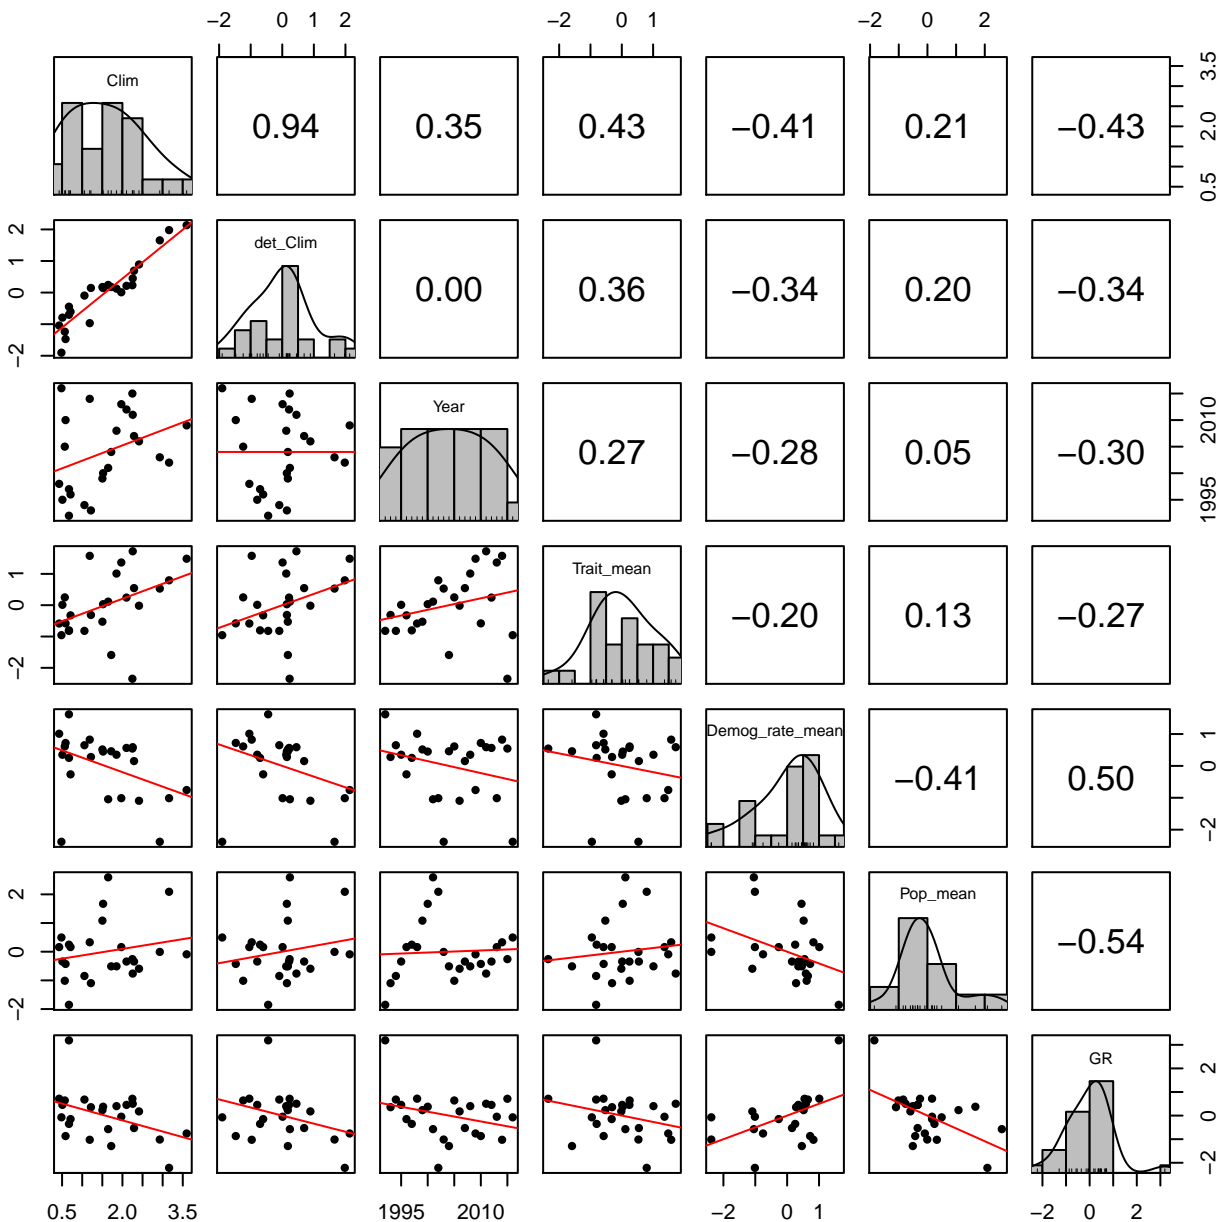 −2 0 1 2 −2 0 1 −2 0 2
Clim 0.94 0.35 0.43 −0.41 0.21 −0.43 0.5 2.0 3.5
−2 0 1 2 det_Clim 0.00 0.36 −0.34 0.20 −0.34
Year 0.27 −0.28 0.05 −0.30 1995 2010
−2 0 1 Trait_mean −0.20 0.13 −0.27
Demog_rate_mean −0.41 0.50 −2 0 1
−2 0 2 Pop_mean −0.54
GR −2 0 2
0.5 2.0 3.5 1995 2010 −2 0 1 −2 0 2